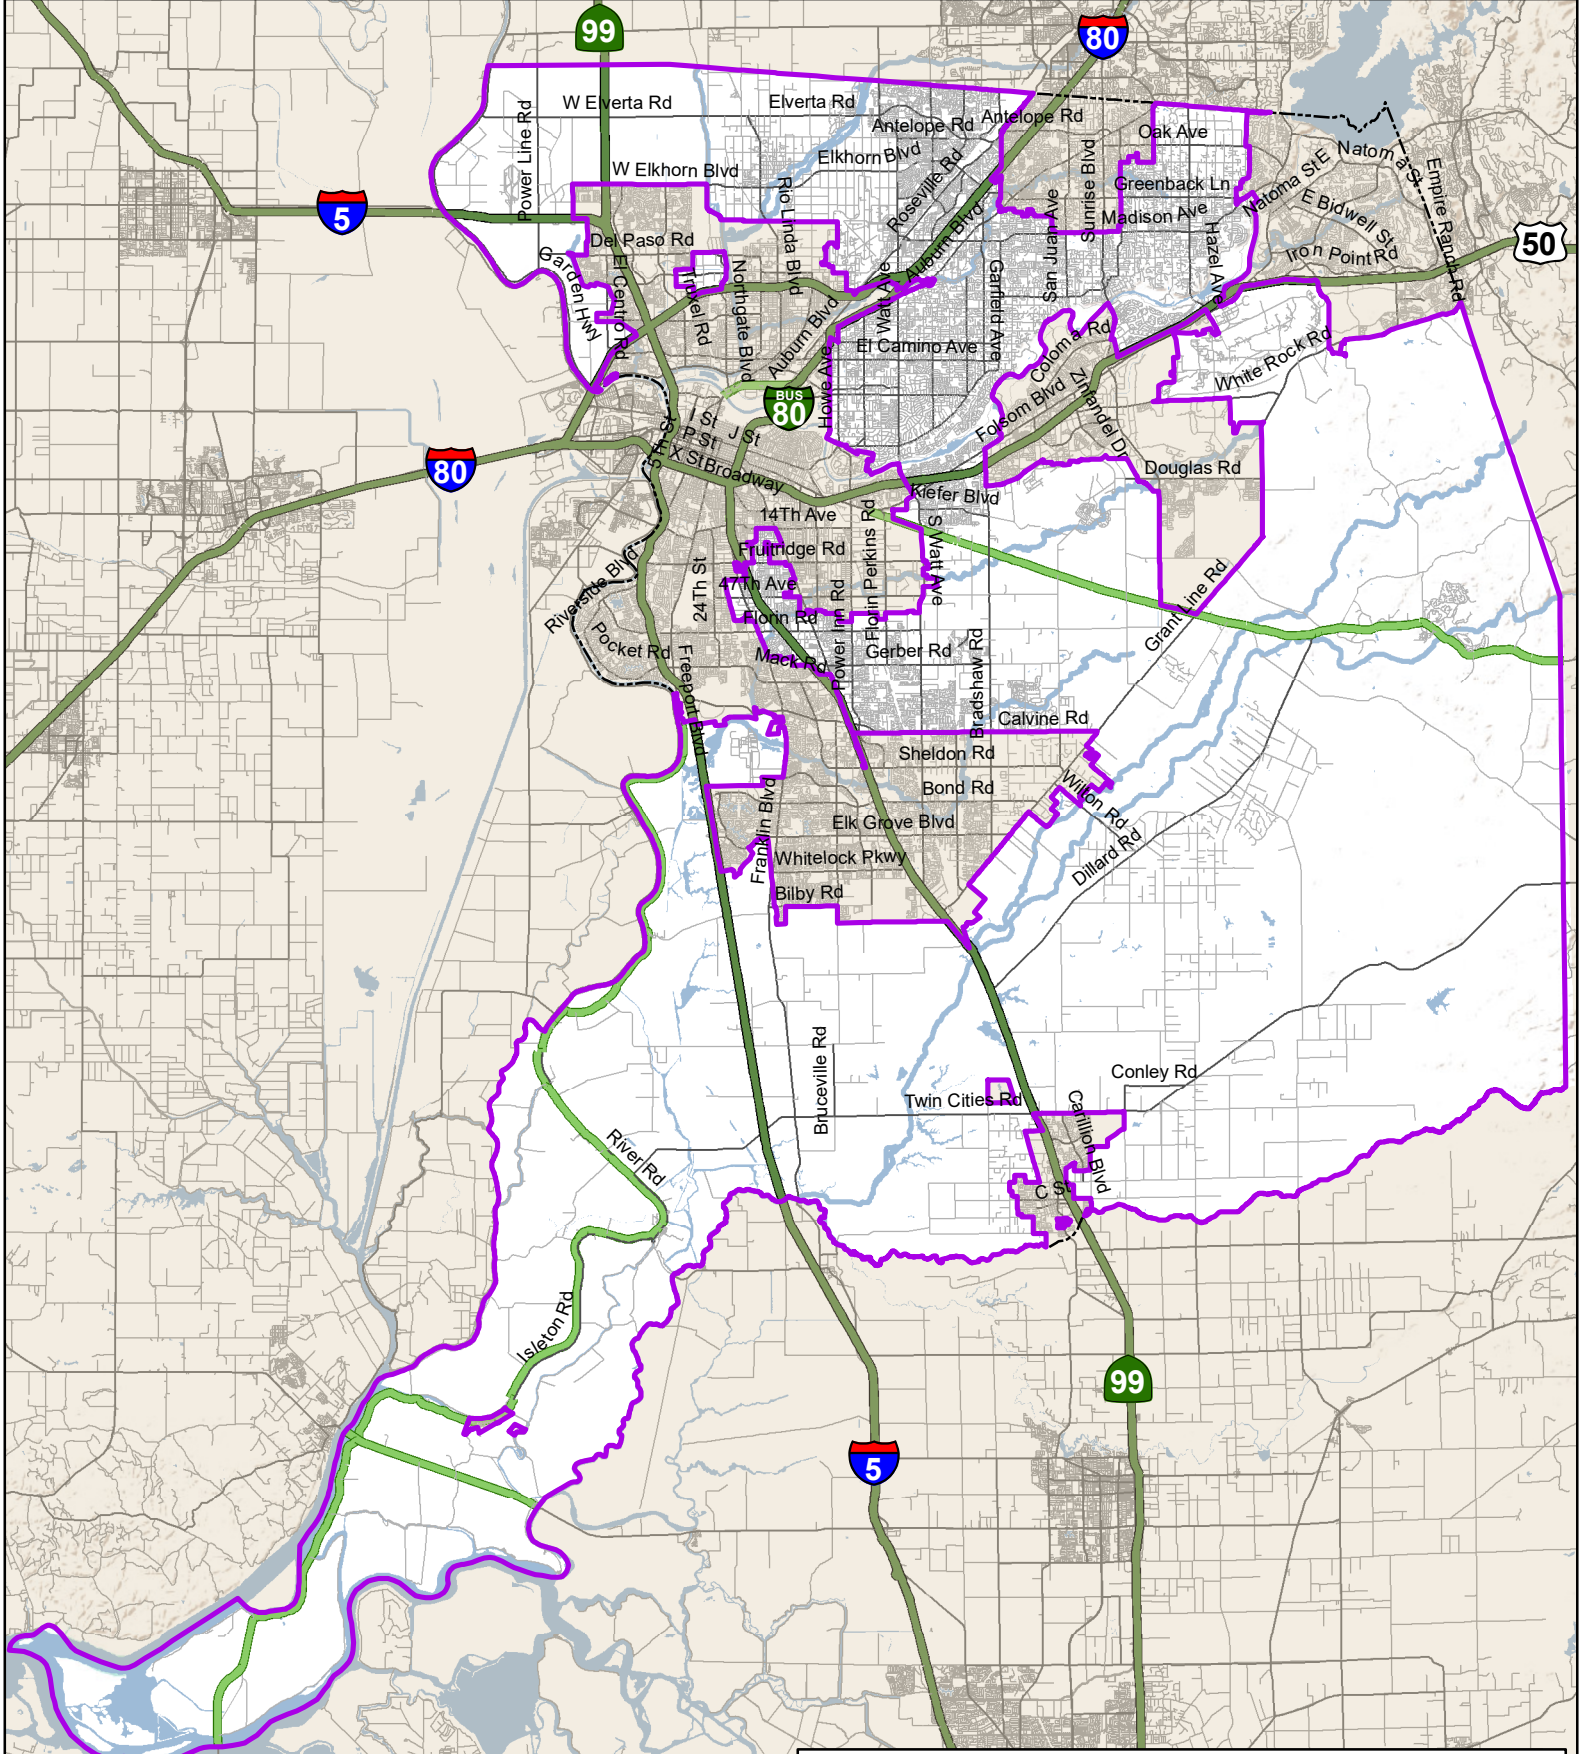 99
80
W Elverta Rd
Elverta Rd
Antelope Rd
Antelope Rd
Power Line Rd
Oak Ave
Elkhorn Blvd
Natoma St
W Elkhorn Blvd
Roseville Rd
Sunrise Blvd
Greenback Ln
Natoma St E
Empire Ranch Rd
Rio Linda Blvd
San Juan Ave
Madison Ave
E Bidwell St
5
Del Paso Rd
Auburn Blvd
Hazel Ave
Iron Point Rd
50
Garden Hwy
El Centro Rd
Truxel Rd
Northgate Blvd
Watt Ave
Garfield Ave
Auburn Blvd
El Camino Ave
Coloma Rd
White Rock Rd
Howe Ave
BUS
80
Zinfandel Dr
Folsom Blvd
I St
J St
P St
5Th St
X St
Broadway
80
Douglas Rd
Kiefer Blvd
14Th Ave
Florin Perkins Rd
S Watt Ave
Fruitridge Rd
24Th St
47Th Ave
Riverside Blvd
Florin Rd
Power Inn Rd
Grant Line Rd
Pocket Rd
Freeport Blvd
Mack Rd
Gerber Rd
Bradshaw Rd
Calvine Rd
Sheldon Rd
Bond Rd
Wilton Rd
Franklin Blvd
Elk Grove Blvd
Dillard Rd
Whitelock Pkwy
Bilby Rd
Bruceville Rd
Conley Rd
Twin Cities Rd
Carillion Blvd
River Rd
C St
Isleton Rd
99
5